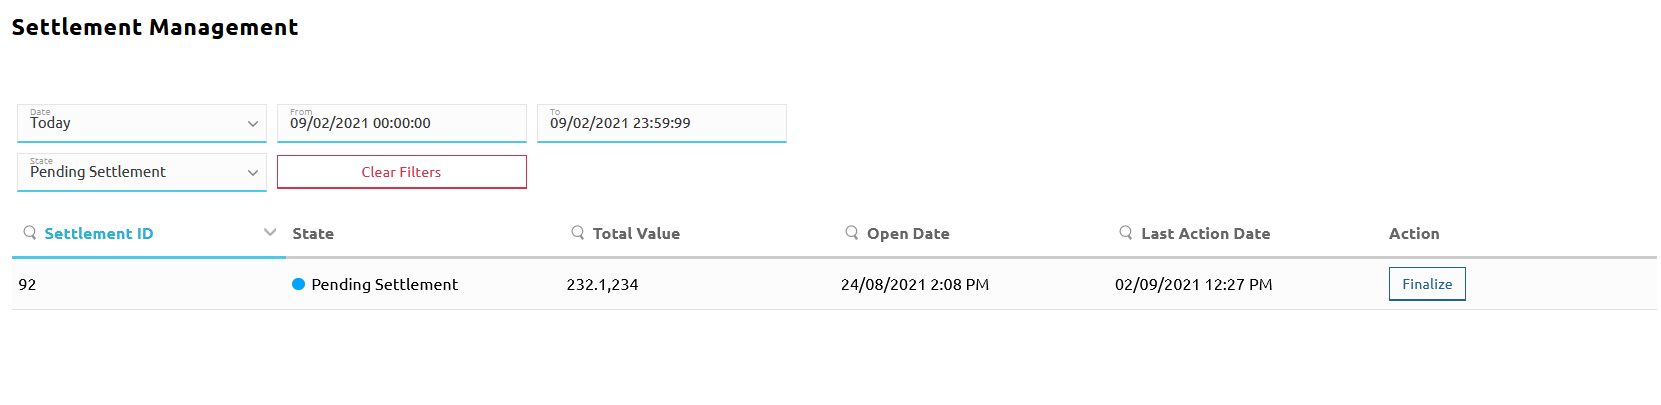 Settlement Management
Date From To
Today 09/02/2021 00:00:00 09/02/2021 23:59:99
State
Pending Settlement Clear Filters
Settlement ID State Total Value Open Date Last Action Date Action
92 Pending Settlement 232.1,234 24/08/2021 2:08 PM 02/09/2021 12:27 PM Finalize